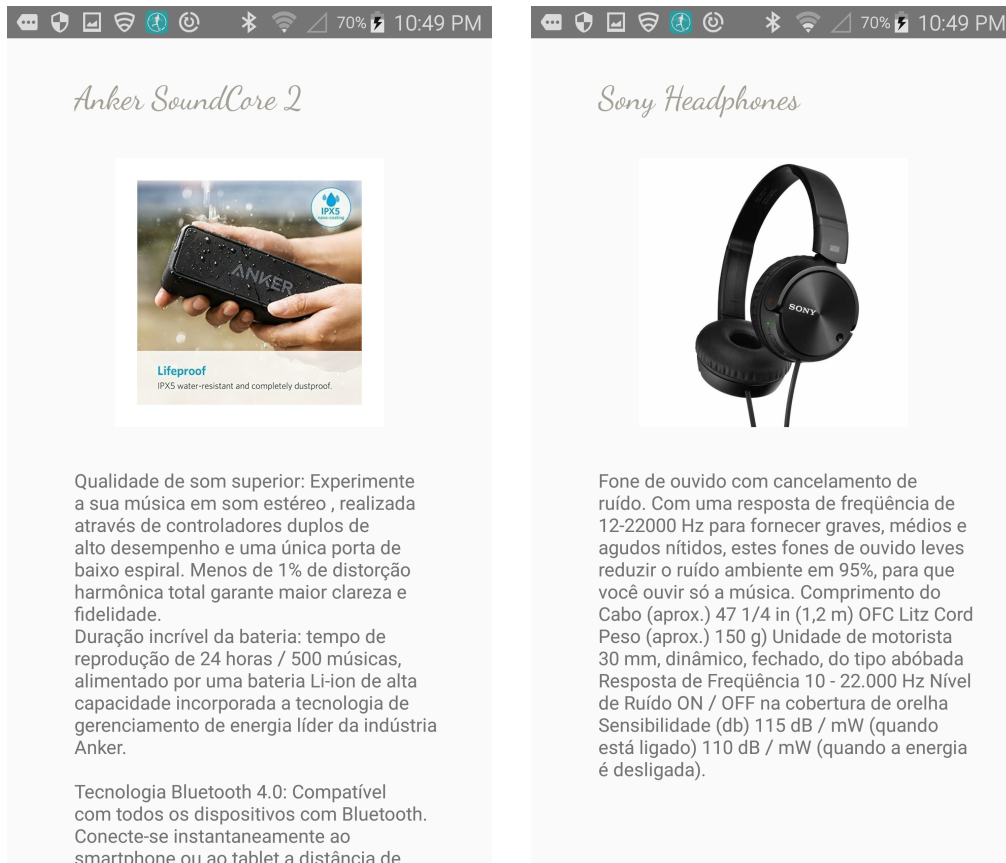 70% 10:49 PM
Anker SoundCore 2
IPX5
nano-coating
ANKER
Lifeproof
IPX5 water-resistant and completely dustproof.
Qualidade de som superior: Experimente
a sua música em som estéreo , realizada
através de controladores duplos de
alto desempenho e uma única porta de
baixo espiral. Menos de 1% de distorção
harmônica total garante maior clareza e
fidelidade.
Duração incrível da bateria: tempo de
reprodução de 24 horas / 500 músicas,
alimentado por uma bateria Li-ion de alta
capacidade incorporada a tecnologia de
gerenciamento de energia líder da indústria
Anker.
Tecnologia Bluetooth 4.0: Compatível
com todos os dispositivos com Bluetooth.
Conecte-se instantaneamente ao
smartphone ou ao tablet a distância de
70% 10:49 PM
Sony Headphones
SONY
Fone de ouvido com cancelamento de
ruído. Com uma resposta de freqüência de
12-22000 Hz para fornecer graves, médios e
agudos nítidos, estes fones de ouvido leves
reduzir o ruído ambiente em 95%, para que
você ouvir só a música. Comprimento do
Cabo (aprox.) 47 1/4 in (1,2 m) OFC Litz Cord
Peso (aprox.) 150 g) Unidade de motorista
30 mm, dinâmico, fechado, do tipo abóbada
Resposta de Freqüência 10 - 22.000 Hz Nível
de Ruído ON / OFF na cobertura de orelha
Sensibilidade (db) 115 dB / mW (quando
está ligado) 110 dB / mW (quando a energia
é desligada).